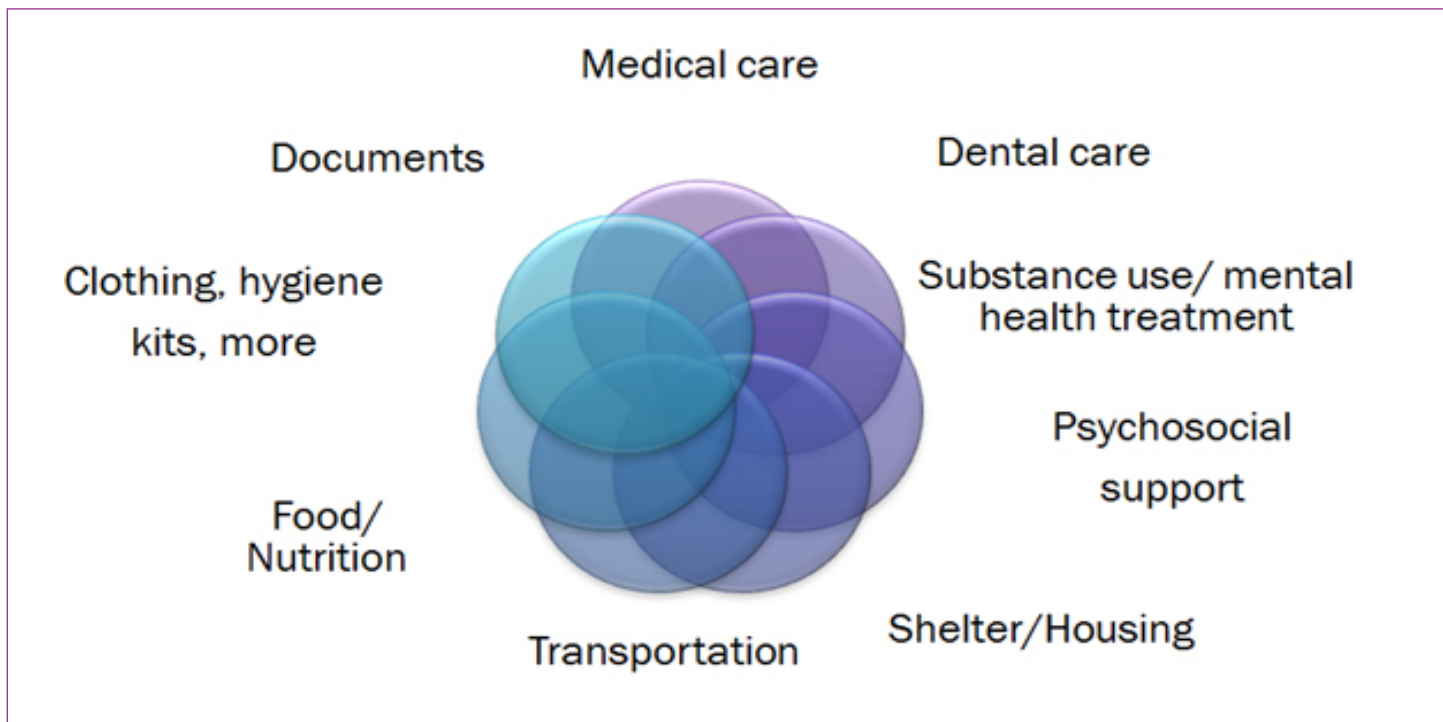 Medical care
Dental care
Substance use/ mental
health treatment
Psychosocial
support
Shelter/Housing
Transportation
Food/
Nutrition
Clothing, hygiene
kits, more
Documents